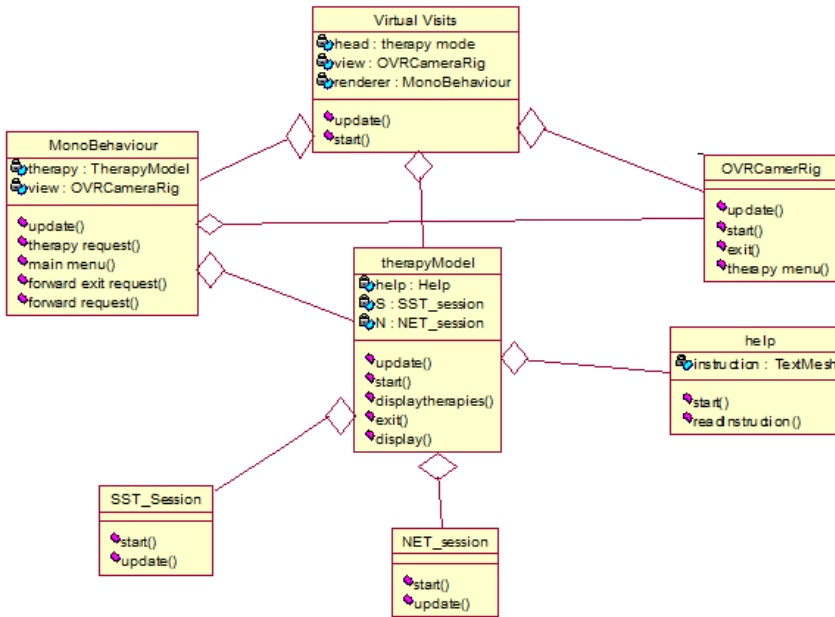 Virtual Visits
head : therapy mode
view : OVRCameraRig
renderer : MonoBehaviour
update()
start()
MonoBehaviour
therapy : TherapyModel
view : OVRCameraRig
update()
therapy request()
main menu()
forward exit request()
forward request()
OVRCamerRig
update()
start()
exit()
therapy menu()
therapyModel
help : Help
S : SST_session
N : NET_session
update()
start()
displaytherapies()
exit()
display()
help
instruction : TextMesh
start()
readInstruction()
SST_Session
start()
update()
NET_session
start()
update()